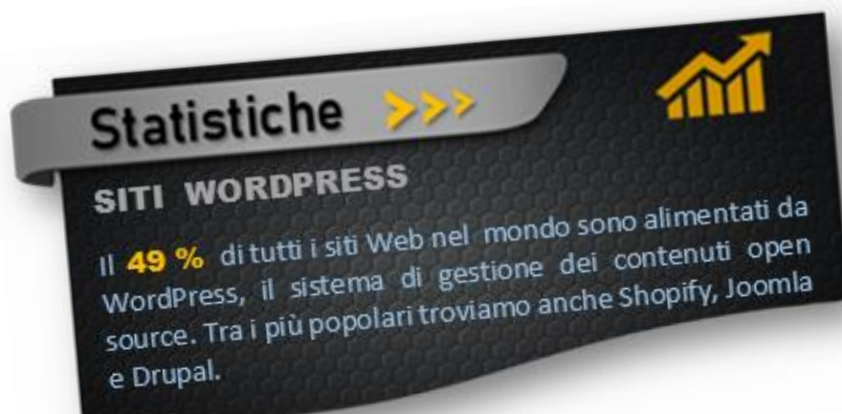 Statistiche >>>
SITI WORDPRESS
Il 49 % di tutti i siti Web nel mondo sono alimentati da
WordPress, il sistema di gestione dei contenuti open
source. Tra i più popolari troviamo anche Shopify, Joomla
e Drupal.